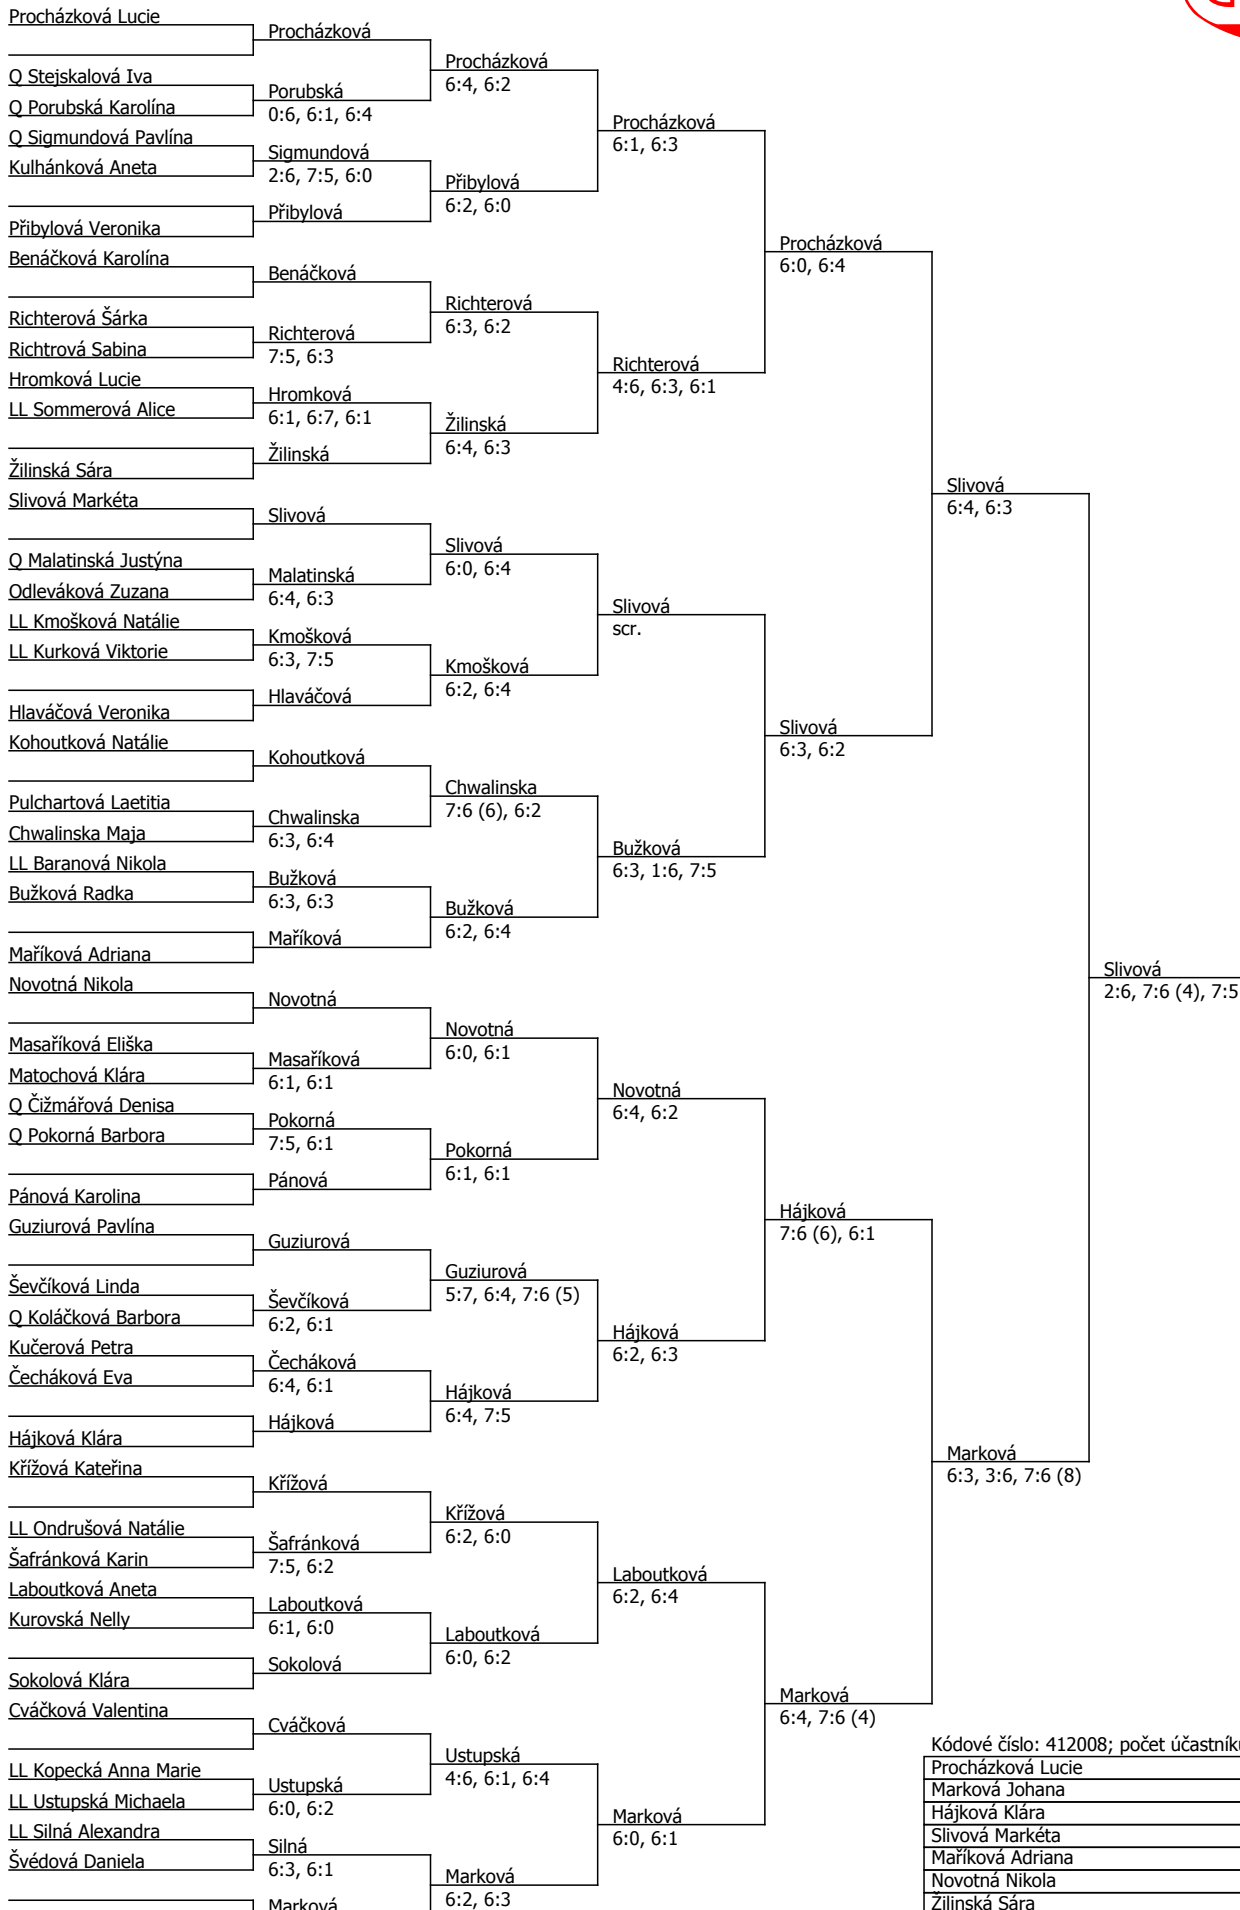 Procházková Lucie
Q Stejskalová Iva
Q Porubská Karolína
Q Sigmundová Pavlína
Kulhánková Aneta
Přibylová Veronika
Benáčková Karolína
Richterová Šárka
Richtrová Sabina
Hromková Lucie
LL Sommerová Alice
Žilinská Sára
Slivová Markéta
Q Malatinská Justýna
Odleváková Zuzana
LL Kmošková Natálie
LL Kurková Viktorie
Hlaváčová Veronika
Kohoutková Natálie
Pulchartová Laetitia
Chwalinska Maja
LL Baranová Nikola
Bužková Radka
Maříková Adriana
Novotná Nikola
Masaříková Eliška
Matochová Klára
Q Čižmářová Denisa
Q Pokorná Barbora
Pánová Karolina
Guziurová Pavlína
Ševčíková Linda
Q Koláčková Barbora
Kučerová Petra
Čecháková Eva
Hájková Klára
Křížová Kateřina
LL Ondrušová Natálie
Šafránková Karin
Laboutková Aneta
Kurovská Nelly
Sokolová Klára
Cváčková Valentina
LL Kopecká Anna Marie
LL Ustupská Michaela
LL Silná Alexandra
Švédová Daniela
Procházková
Porubská
0:6, 6:1, 6:4
Sigmundová
2:6, 7:5, 6:0
Přibylová
Benáčková
Richterová
7:5, 6:3
Hromková
6:1, 6:7, 6:1
Žilinská
Slivová
Malatinská
6:4, 6:3
Kmošková
6:3, 7:5
Hlaváčová
Kohoutková
Chwalinska
6:3, 6:4
Bužková
6:3, 6:3
Maříková
Novotná
Masaříková
6:1, 6:1
Pokorná
7:5, 6:1
Pánová
Guziurová
Ševčíková
6:2, 6:1
Čecháková
6:4, 6:1
Hájková
Křížová
Šafránková
7:5, 6:2
Laboutková
6:1, 6:0
Sokolová
Cváčková
Ustupská
6:0, 6:2
Silná
6:3, 6:1
Marková
Procházková
6:4, 6:2
Přibylová
6:2, 6:0
Richterová
6:3, 6:2
Žilinská
6:4, 6:3
Slivová
6:0, 6:4
Kmošková
6:2, 6:4
Chwalinska
7:6 (6), 6:2
Bužková
6:2, 6:4
Novotná
6:0, 6:1
Pokorná
6:1, 6:1
Guziurová
5:7, 6:4, 7:6 (5)
Hájková
6:4, 7:5
Křížová
6:2, 6:0
Laboutková
6:0, 6:2
Ustupská
4:6, 6:1, 6:4
Marková
6:2, 6:3
Procházková
6:1, 6:3
Richterová
4:6, 6:3, 6:1
Slivová
scr.
Bužková
6:3, 1:6, 7:5
Novotná
6:4, 6:2
Hájková
6:2, 6:3
Laboutková
6:2, 6:4
Marková
6:0, 6:1
Procházková
6:0, 6:4
Slivová
6:3, 6:2
Hájková
7:6 (6), 6:1
Marková
6:4, 7:6 (4)
Slivová
6:4, 6:3
Marková
6:3, 3:6, 7:6 (8)
Slivová
2:6, 7:6 (4), 7:5
Kódové číslo: 412008; počet
Procházková Lucie
Marková Johana
Hájková Klára
Slivová Markéta
Maříková Adriana
Novotná Nikola
Žilinská Sára